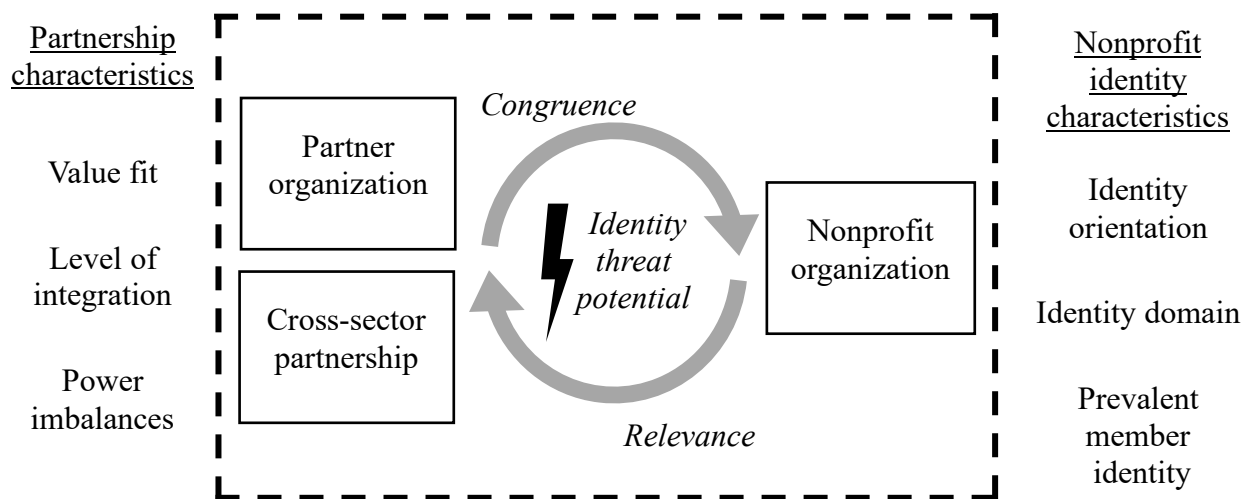 Partnership
characteristics
Value fit
Level of
integration
Power
imbalances
Congruence
Partner
organization
Cross-sector
partnership
Identity
threat
potential
Relevance
Nonprofit
organization
Nonprofit
identity
characteristics
Identity
orientation
Identity domain
Prevalent
member
identity